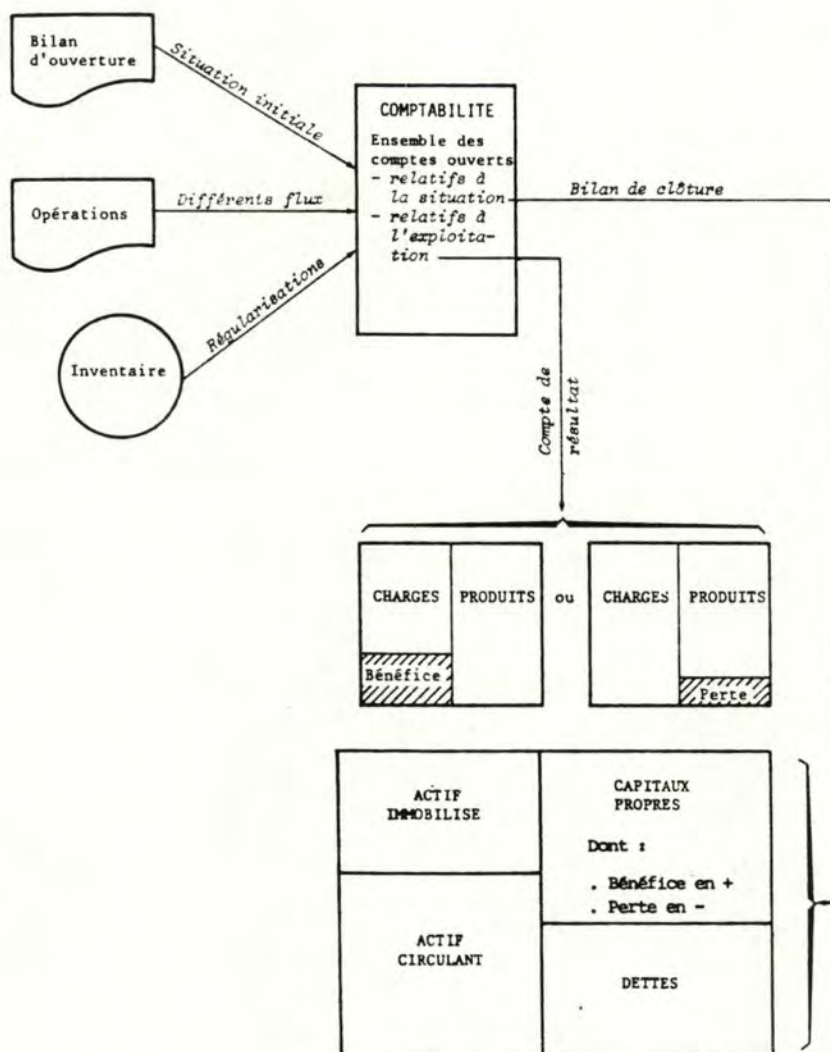 Bilan
d'ouverture
Situation initiale
COMPTABILITE
Ensemble des
comptes ouverts
- relatifs à
la situation
- relatifs à
l'exploita-
tion
Bilan de clôture
Opérations
Différents flux
Régularisations
Inventaire
Compte de
résultat
CHARGES
PRODUITS
ou
CHARGES
PRODUITS
Bénéfice
Perte
ACTIF
IMMOBILISE
CAPITAUX
PROPRES
Dont :
. Bénéfice en +
. Perte en -
ACTIF
CIRCULANT
DETTES